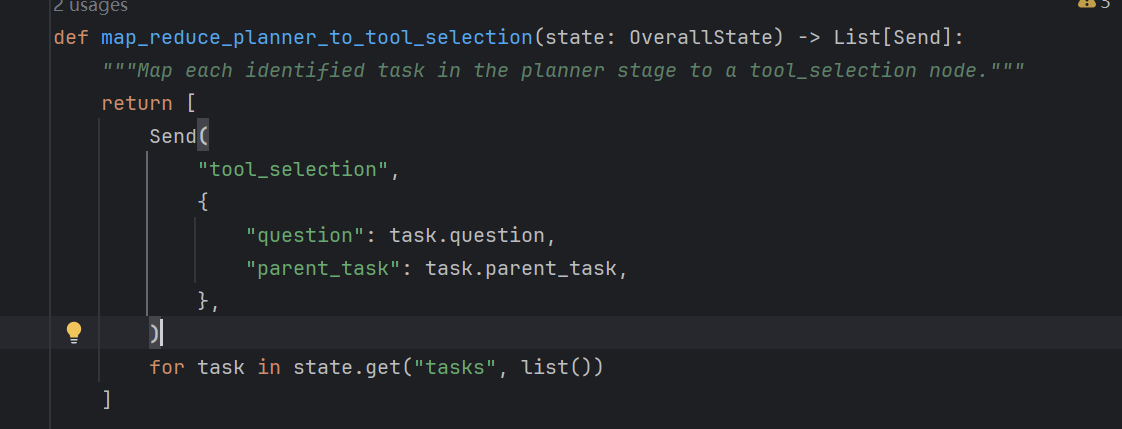 2 usages
3
def map_reduce_planner_to_tool_selection(state: OverallState) -> List[Send]:
    """Map each identified task in the planner stage to a tool_selection node."""
    return [
        Send(
            "tool_selection",
            {
                "question": task.question,
                "parent_task": task.parent_task,
            },
        )
        for task in state.get("tasks", list())
    ]